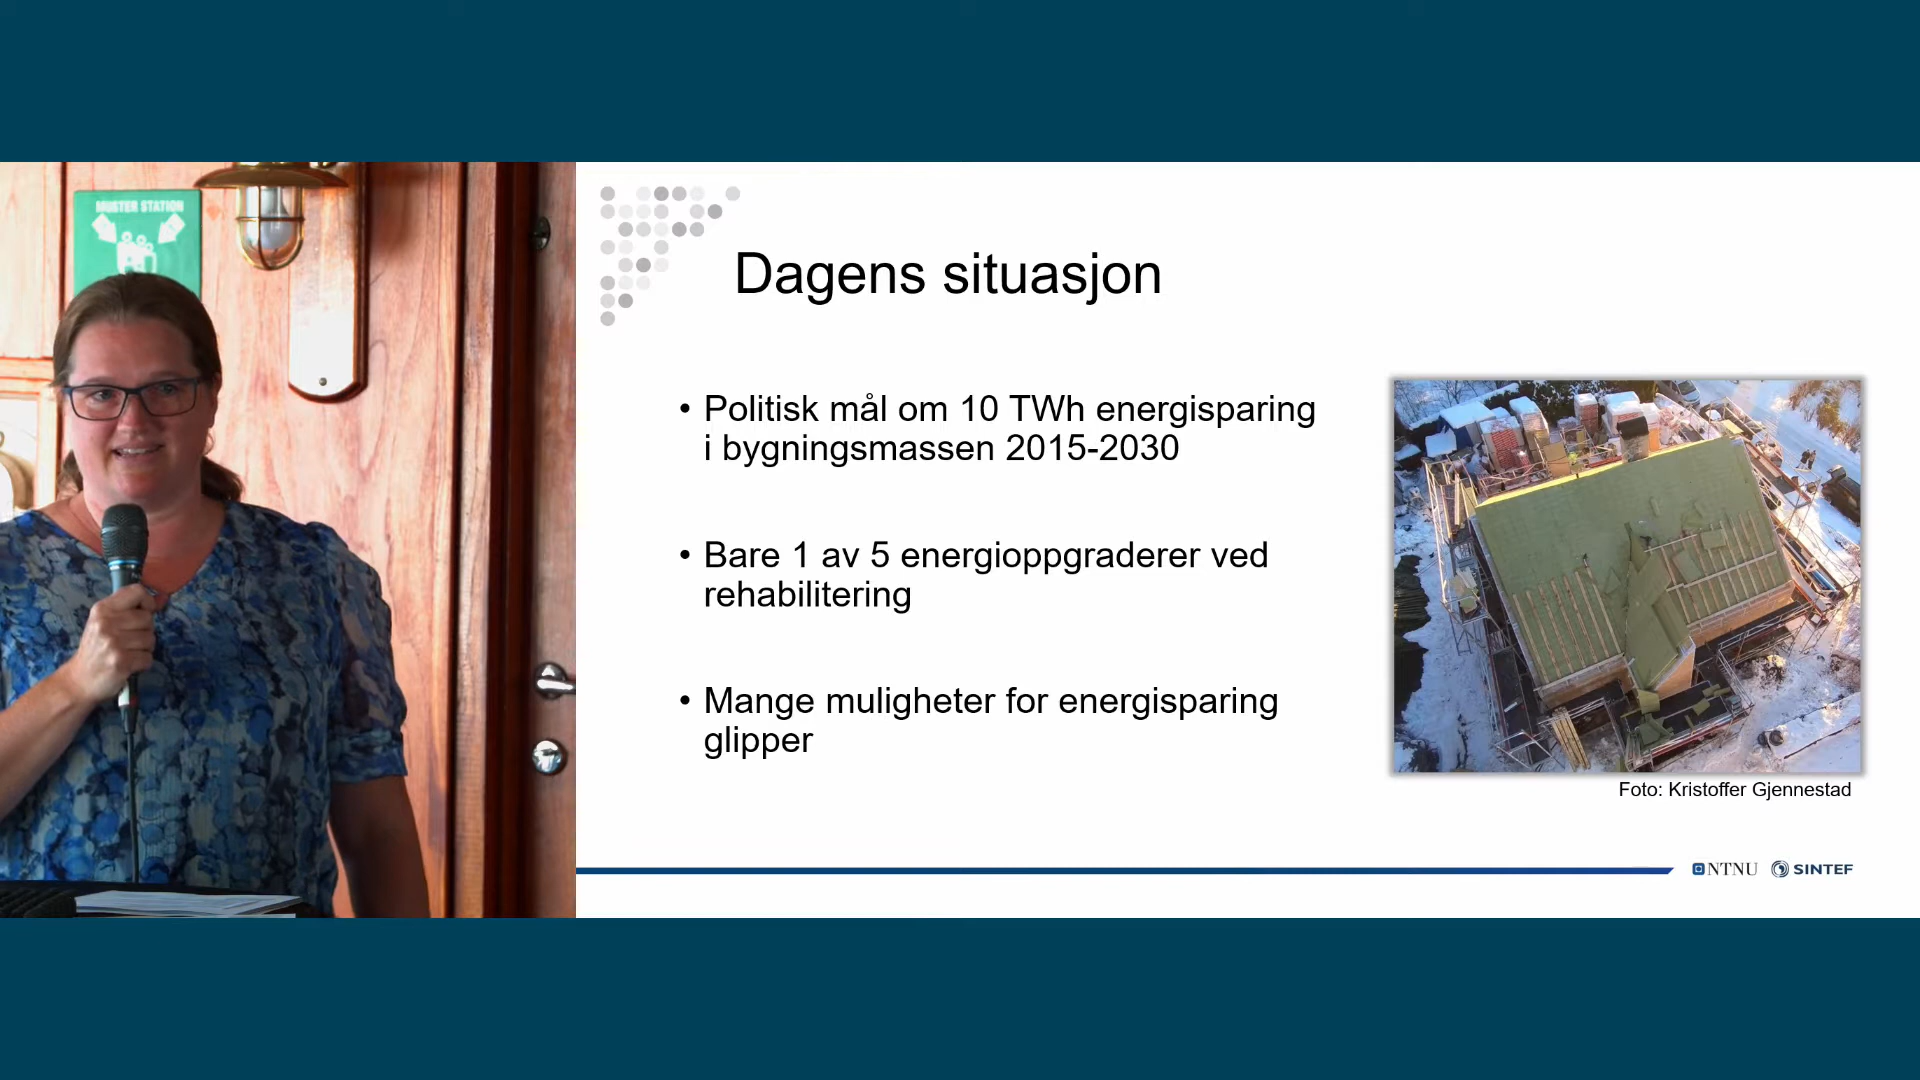 MUSTER STATION
Dagens situasjon
• Politisk mål om 10 TWh energisparing
i bygningsmassen 2015-2030
• Bare 1 av 5 energioppgraderer ved
rehabilitering
• Mange muligheter for energisparing
glipper
Foto: Kristoffer Gjennestad
NTNU SINTEF